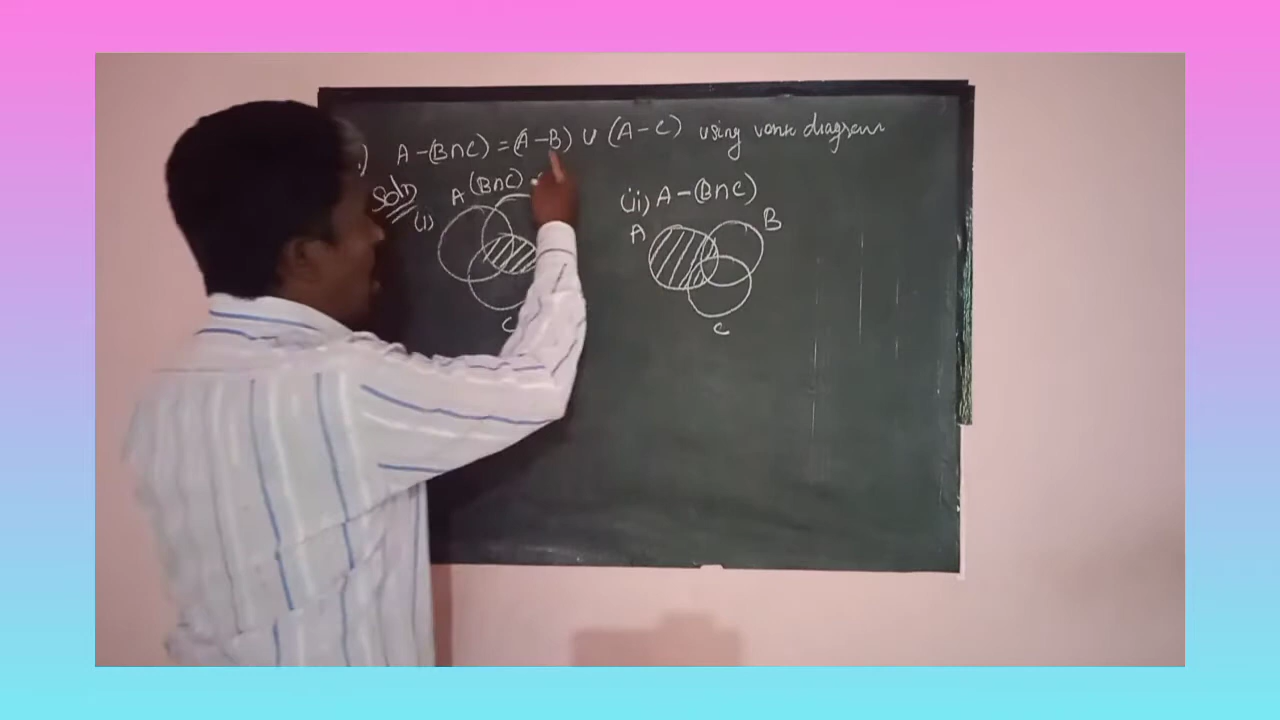 .) A-(B∩C) = (A-B) ∪ (A-C) using venn diagram
Soln
(i) A (B∩C)
(ii) A-(B∩C)
A
B
C
C